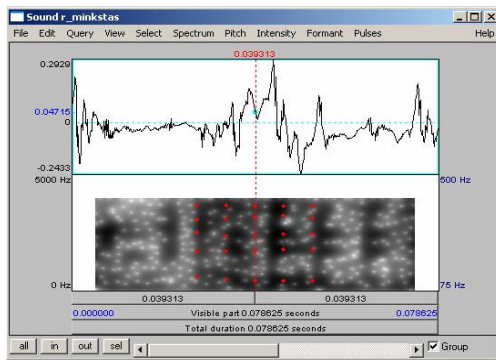 Sound r_minkstas
File Edit Query View Select Spectrum Pitch Intensity Formant Pulses Help
0.039313
0.2929
0.04715
0
-0.2433
5000 Hz 500 Hz
0 Hz 75 Hz
0.039313 0.039313
0.000000 Visible part 0.078625 seconds 0.078625
Total duration 0.078625 seconds
all in out sel Group